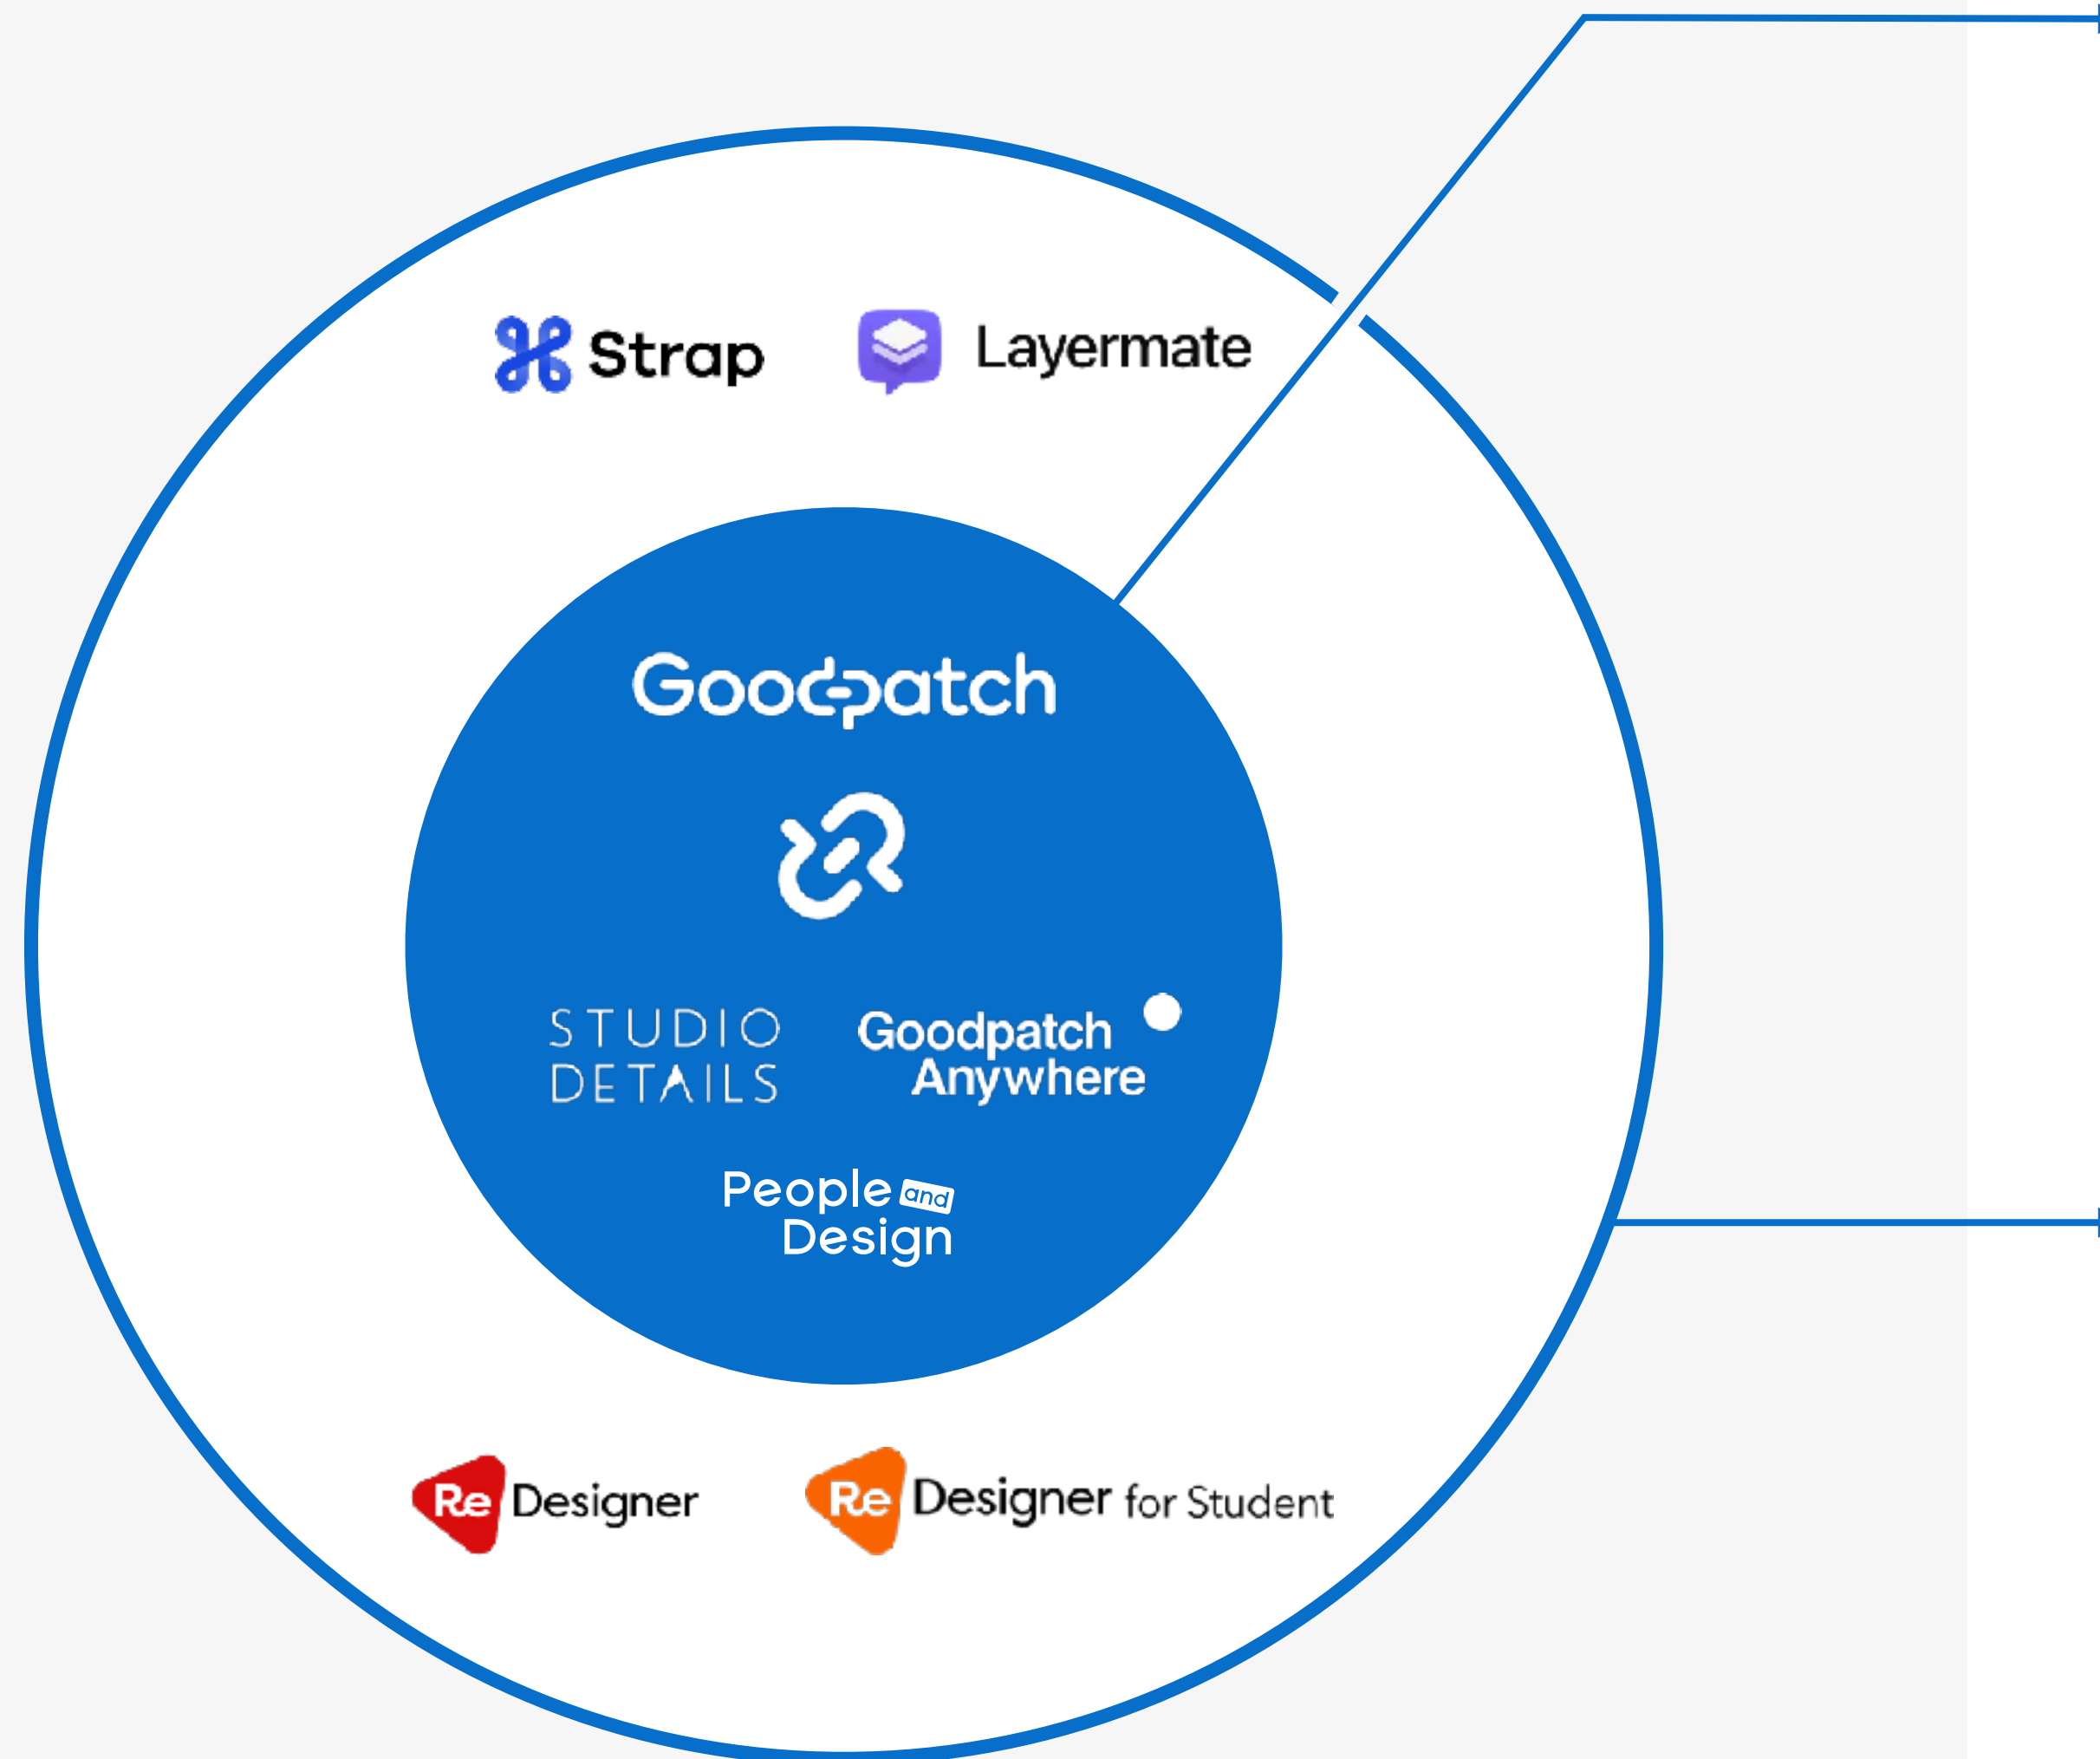 Strap
Layermate
Goodpatch
STUDIO
DETAILS
Goodpatch
Anywhere
People and
Design
Re Designer
Re Designer for Student